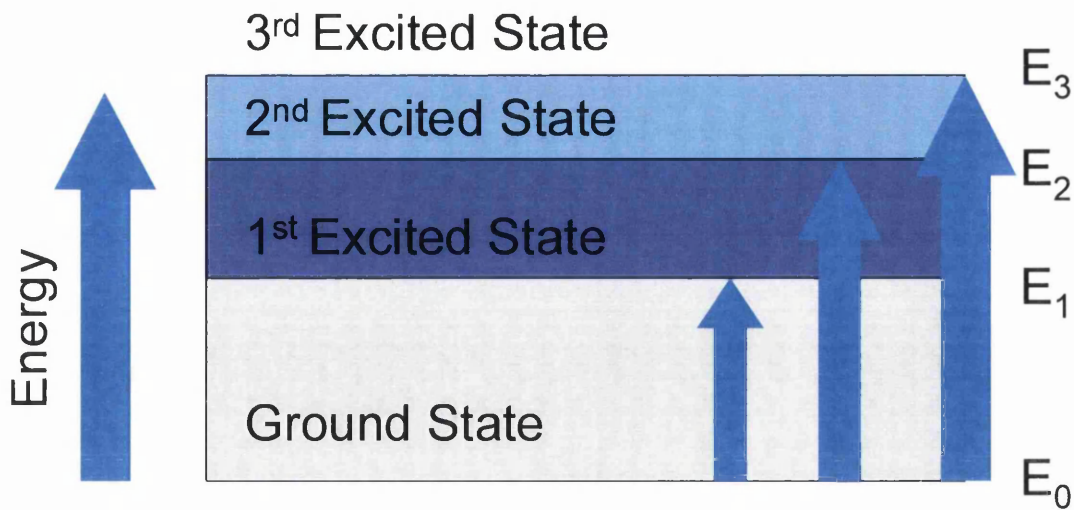 3rd Excited State
E3
2nd Excited State
E2
1st Excited State
E1
Energy
Ground State
E0